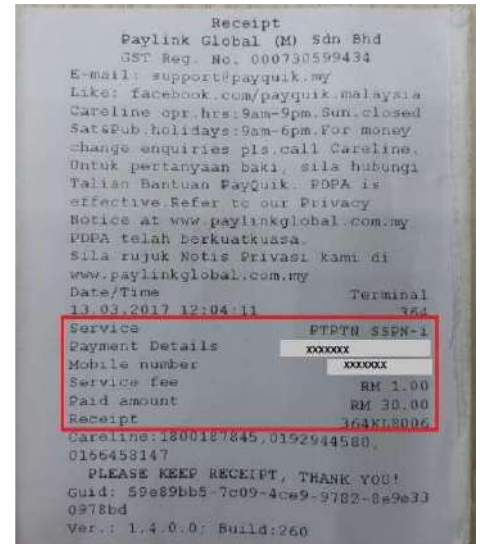 Receipt
Paylink Global (M) Sdn Bhd
GST Reg. No. 000730599434
E-mail: support@payquik.my
Like: facebook.com/payquik.malaysia
Careline opr.hrs:9am-9pm.Sun.closed
Sat&Pub.holidays:9am-6pm.For money
change enquiries pls.call Careline.
Untuk pertanyaan baki, sila hubungi
Talian Bantuan PayQuik. PDPA is
effective.Refer to our Privacy
Notice at www.paylinkglobal.com.my
PDPA telah berkuatkuasa.
Sila rujuk Notis Privasi kami di
www.paylinkglobal.com.my
Date/Time Terminal
13.03.2017 12:04:11 364
Service PTPTN SSPN-i
Payment Details xxxxxxx
Mobile number xxxxxxx
Service fee RM 1.00
Paid amount RM 30.00
Receipt 364KL8006
Careline:1800187845,0192944580,
0166458147
PLEASE KEEP RECEIPT, THANK YOU!
Guid: 59e89bb5-7c09-4ce9-9782-8e9e33
0978bd
Ver.: 1.4.0.0; Build:260